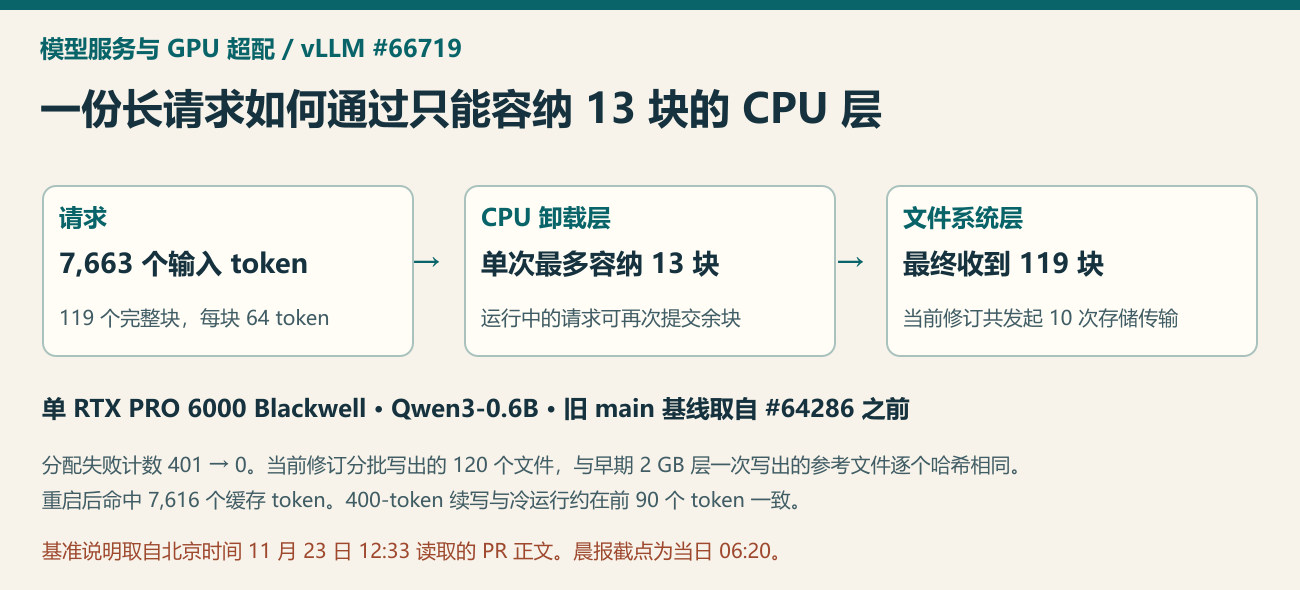 模型服务与 GPU 超配 / vLLM #66719
一份长请求如何通过只能容纳 13 块的 CPU 层
请求
7,663 个输入 token
119 个完整块，每块 64 token
→
CPU 卸载层
单次最多容纳 13 块
运行中的请求可再次提交余块
→
文件系统层
最终收到 119 块
当前修订共发起 10 次存储传输
单 RTX PRO 6000 Blackwell • Qwen3-0.6B • 旧 main 基线取自 #64286 之前
分配失败计数 401 → 0。当前修订分批写出的 120 个文件，与早期 2 GB 层一次写出的参考文件逐个哈希相同。
重启后命中 7,616 个缓存 token。400-token 续写与冷运行约在前 90 个 token 一致。
基准说明取自北京时间 11 月 23 日 12:33 读取的 PR 正文。晨报截点为当日 06:20。